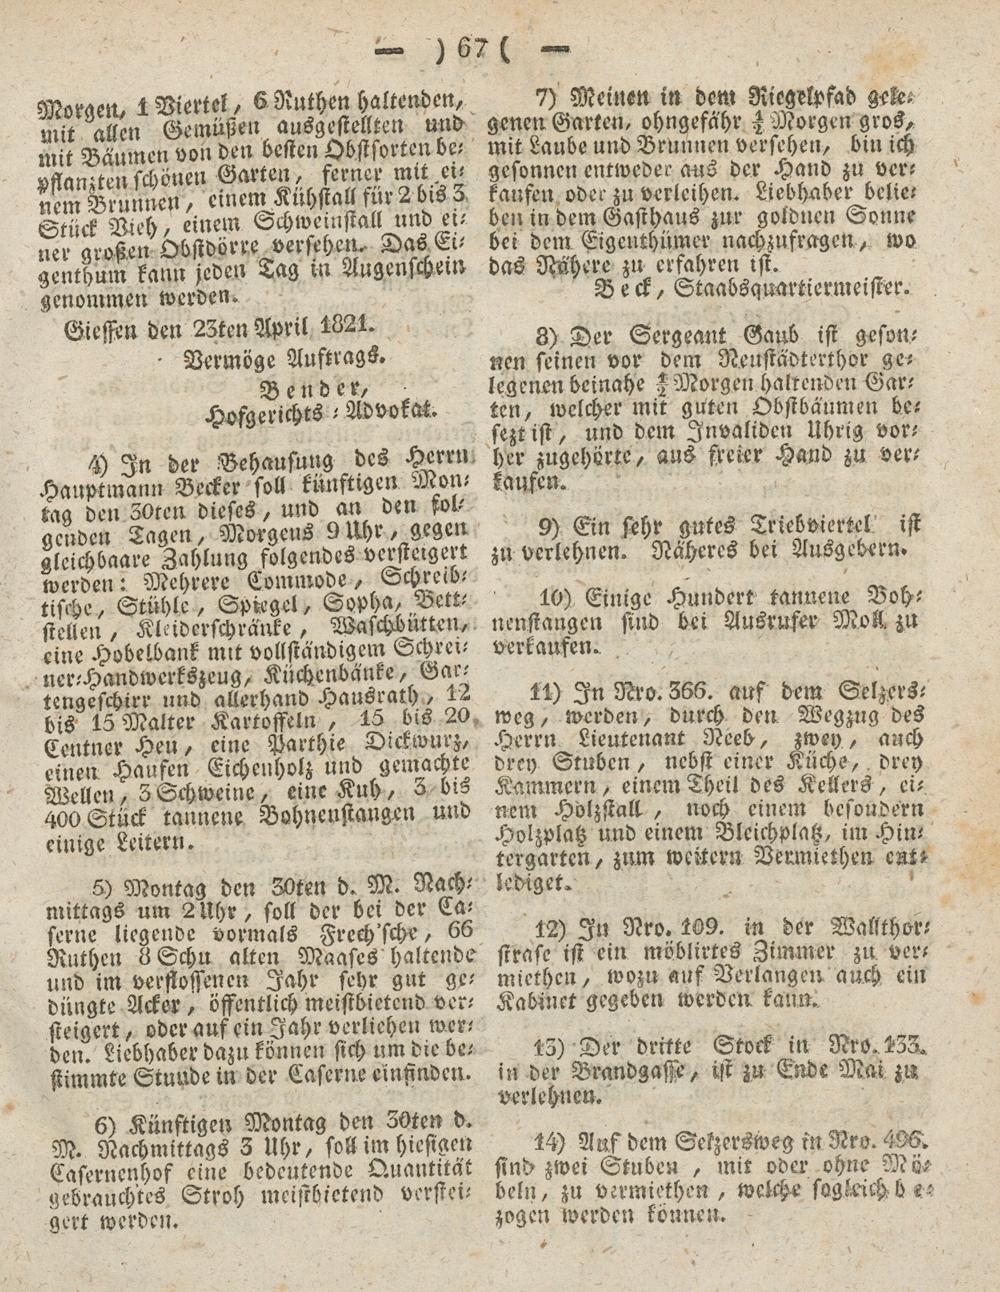 — ) 67 ( —
Morgen, 1 Viertel, 6 Ruthen haltenden,
mit allen Gemüßen ausgestellten und
mit Bäumen von den besten Obstsorten be-
pflanzten schönen Garten, ferner mit ei-
nem Brunnen, einem Kühstall für 2 bis 3
Stück Vieh, einem Schweinstall und ei-
ner großen Obstdörre versehen. Das Ei-
genthum kann jeden Tag in Augenschein
genommen werden.
Giessen den 23ten April 1821.
Vermöge Auftrags.
Bender,
Hofgerichts-Advokat.
4) In der Behausung des Herrn
Hauptmann Becker soll künftigen Mon-
tag den 30ten dieses, und an den fol-
genden Tagen, Morgens 9 Uhr, gegen
gleichbaare Zahlung folgendes versteigert
werden: Mehrere Commode, Schreib-
tische, Stühle, Spiegel, Sopha, Bett-
stellen, Kleiderschränke, Waschbütten,
eine Hobelbank mit vollständigem Schrei-
ner-Handwerkszeug, Küchenbänke, Gar-
tengeschirr und allerhand Hausrath, 12
bis 15 Malter Kartoffeln, 15 bis 20
Centner Heu, eine Parthie Dickwurz,
einen Haufen Eichenholz und gemachte
Wellen, 3 Schweine, eine Kuh, 3 bis
400 Stück tannene Bohnenstangen und
einige Leitern.
5) Montag den 30ten d. M. Nach-
mittags um 2 Uhr, soll der bei der Ca-
serne liegende vormals Frech'sche, 66
Ruthen 8 Schu alten Maases haltende
und im verflossenen Jahr sehr gut ge-
düngte Acker, öffentlich meistbietend ver-
steigert, oder auf ein Jahr verliehen wer-
den. Liebhaber dazu können sich um die be-
stimmte Stunde in der Caserne einfinden.
6) Künftigen Montag den 30ten d.
M. Nachmittags 3 Uhr, soll im hiesigen
Casernenhof eine bedeutende Quantität
gebrauchtes Stroh meistbietend verstei-
gert werden.
7) Meinen in dem Riegelpfad gele-
genen Garten, ohngefähr Morgen gros,
mit Laube und Brunnen versehen, bin ich
gesonnen entweder aus der Hand zu ver-
kaufen oder zu verleihen. Liebhaber belie-
ben in dem Gasthaus zur goldnen Sonne
bei dem Eigenthümer nachzufragen, wo
das Nähere zu erfahren ist.
Beck, Staabsquartiermeister.
8) Der Sergeant Gaub ist geson-
nen seinen vor dem Neustädterthor ge-
legenen beinahe Morgen haltenden Gar-
ten, welcher mit guten Obstbäumen be-
sezt ist, und dem Invaliden Uhrig vor-
her zugehörte, aus freier Hand zu ver-
kaufen.
9) Ein sehr gutes Triebviertel ist
zu verlehnen. Näheres bei Ausgebern.
10) Einige Hundert tannene Boh-
nenstangen sind bei Ausrufer Moll zu
verkaufen.
11) In Nro. 366. auf dem Selzers-
weg, werden, durch den Wegzug des
Herrn Lieutenant Neeb, zwey, auch
drey Stuben, nebst einer Küche, drey
Kammern, einem Theil des Kellers, ei-
nem Holzstall, noch einem besondern
Holzplatz und einem Bleichplatz, im Hin-
tergarten, zum weitern Vermiethen ent-
lediget.
12) In Nro. 109. in der Wallthor-
strase ist ein möblirtes Zimmer zu ver-
miethen, wozu auf Verlangen auch ein
Kabinet gegeben werden kann.
13) Der dritte Stock in Nro. 133.
in der Brandgasse, ist zu Ende Mai zu
verlehnen.
14) Auf dem Selzersweg in Nro.
sind zwei Stuben, mit oder ohne Mö-
beln, zu vermiethen, welche sogleich be-
zogen werden können.